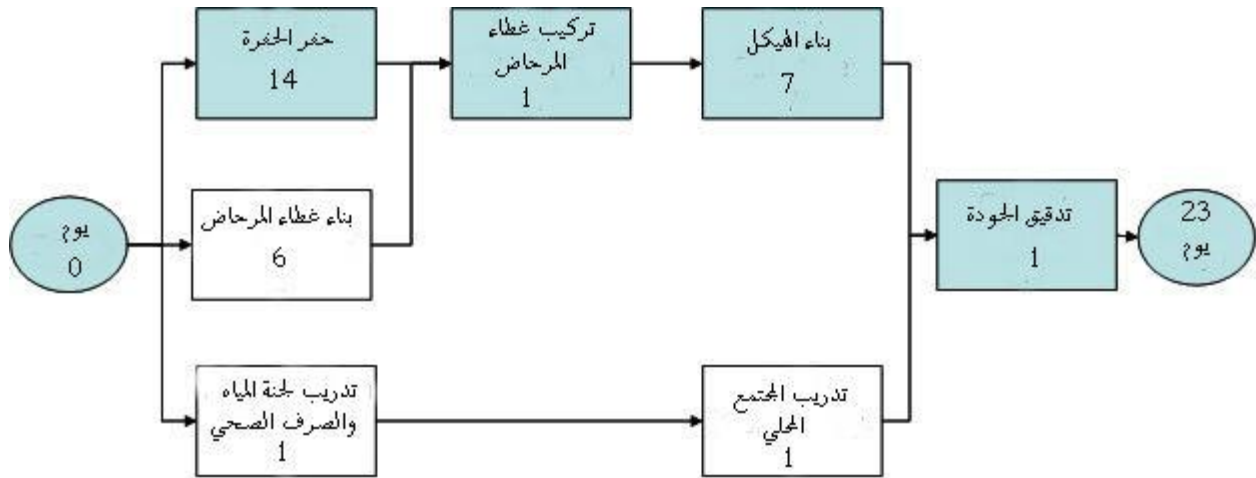 حفر الحفرة
14
تركيب غطاء
المرحاض
1
بناء الهيكل
7
يوم
0
بناء غطاء المرحاض
6
تدقيق الجودة
1
23
يوم
تدريب لجنة المياه
والصرف الصحي
1
تدريب المجتمع
المحلي
1